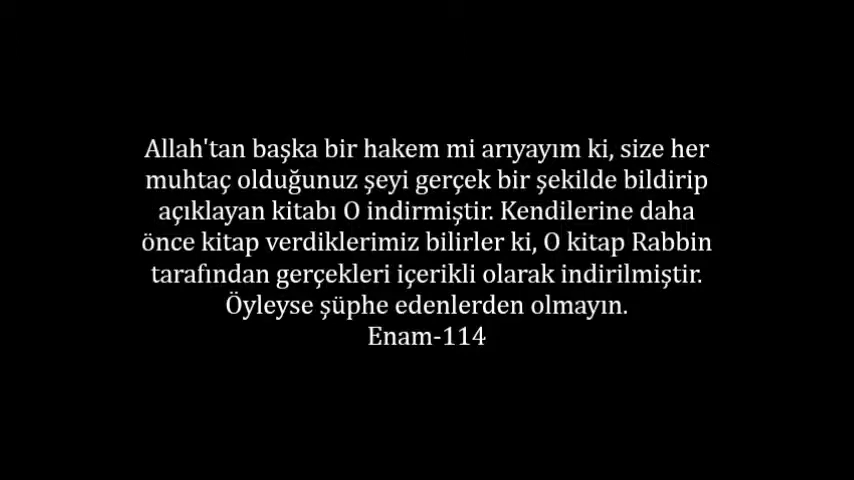 Allah'tan başka bir hakem mi arıyayım ki, size her
muhtaç olduğunuz şeyi gerçek bir şekilde bildirip
açıklayan kitabı O indirmiştir. Kendilerine daha
önce kitap verdiklerimiz bilirler ki, O kitap Rabbin
tarafından gerçekleri içerikli olarak indirilmiştir.
Öyleyse şüphe edenlerden olmayın.
Enam-114